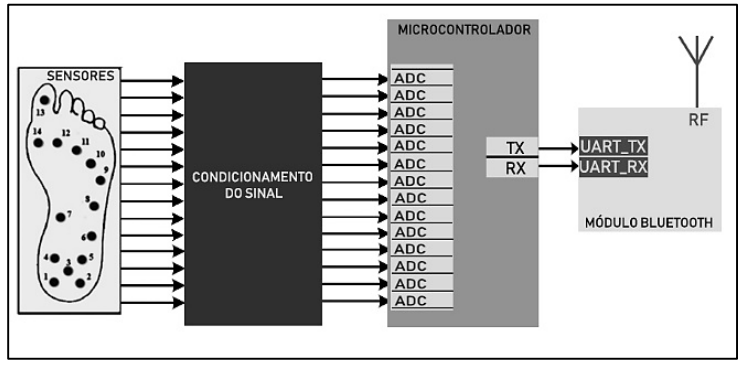 SENSORES
13
14
12
11
10
9
8
7
6
4
5
3
1
2
CONDICIONAMENTO
DO SINAL
MICROCONTROLADOR
ADC
ADC
ADC
ADC
ADC
ADC
ADC
ADC
ADC
ADC
ADC
ADC
ADC
ADC
TX
RX
UART_TX
UART_RX
RF
MÓDULO BLUETOOTH